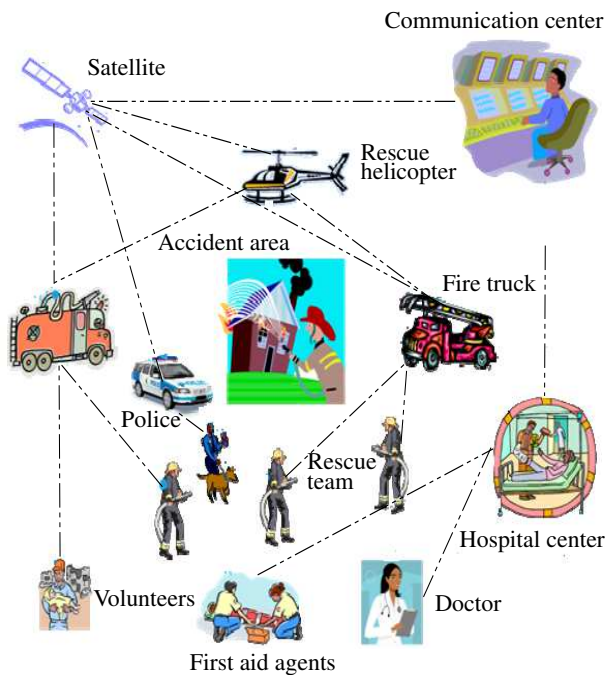 Communication center
Satellite
Rescue
helicopter
Accident area
Fire truck
Police
Rescue
team
Hospital center
Volunteers
Doctor
First aid agents